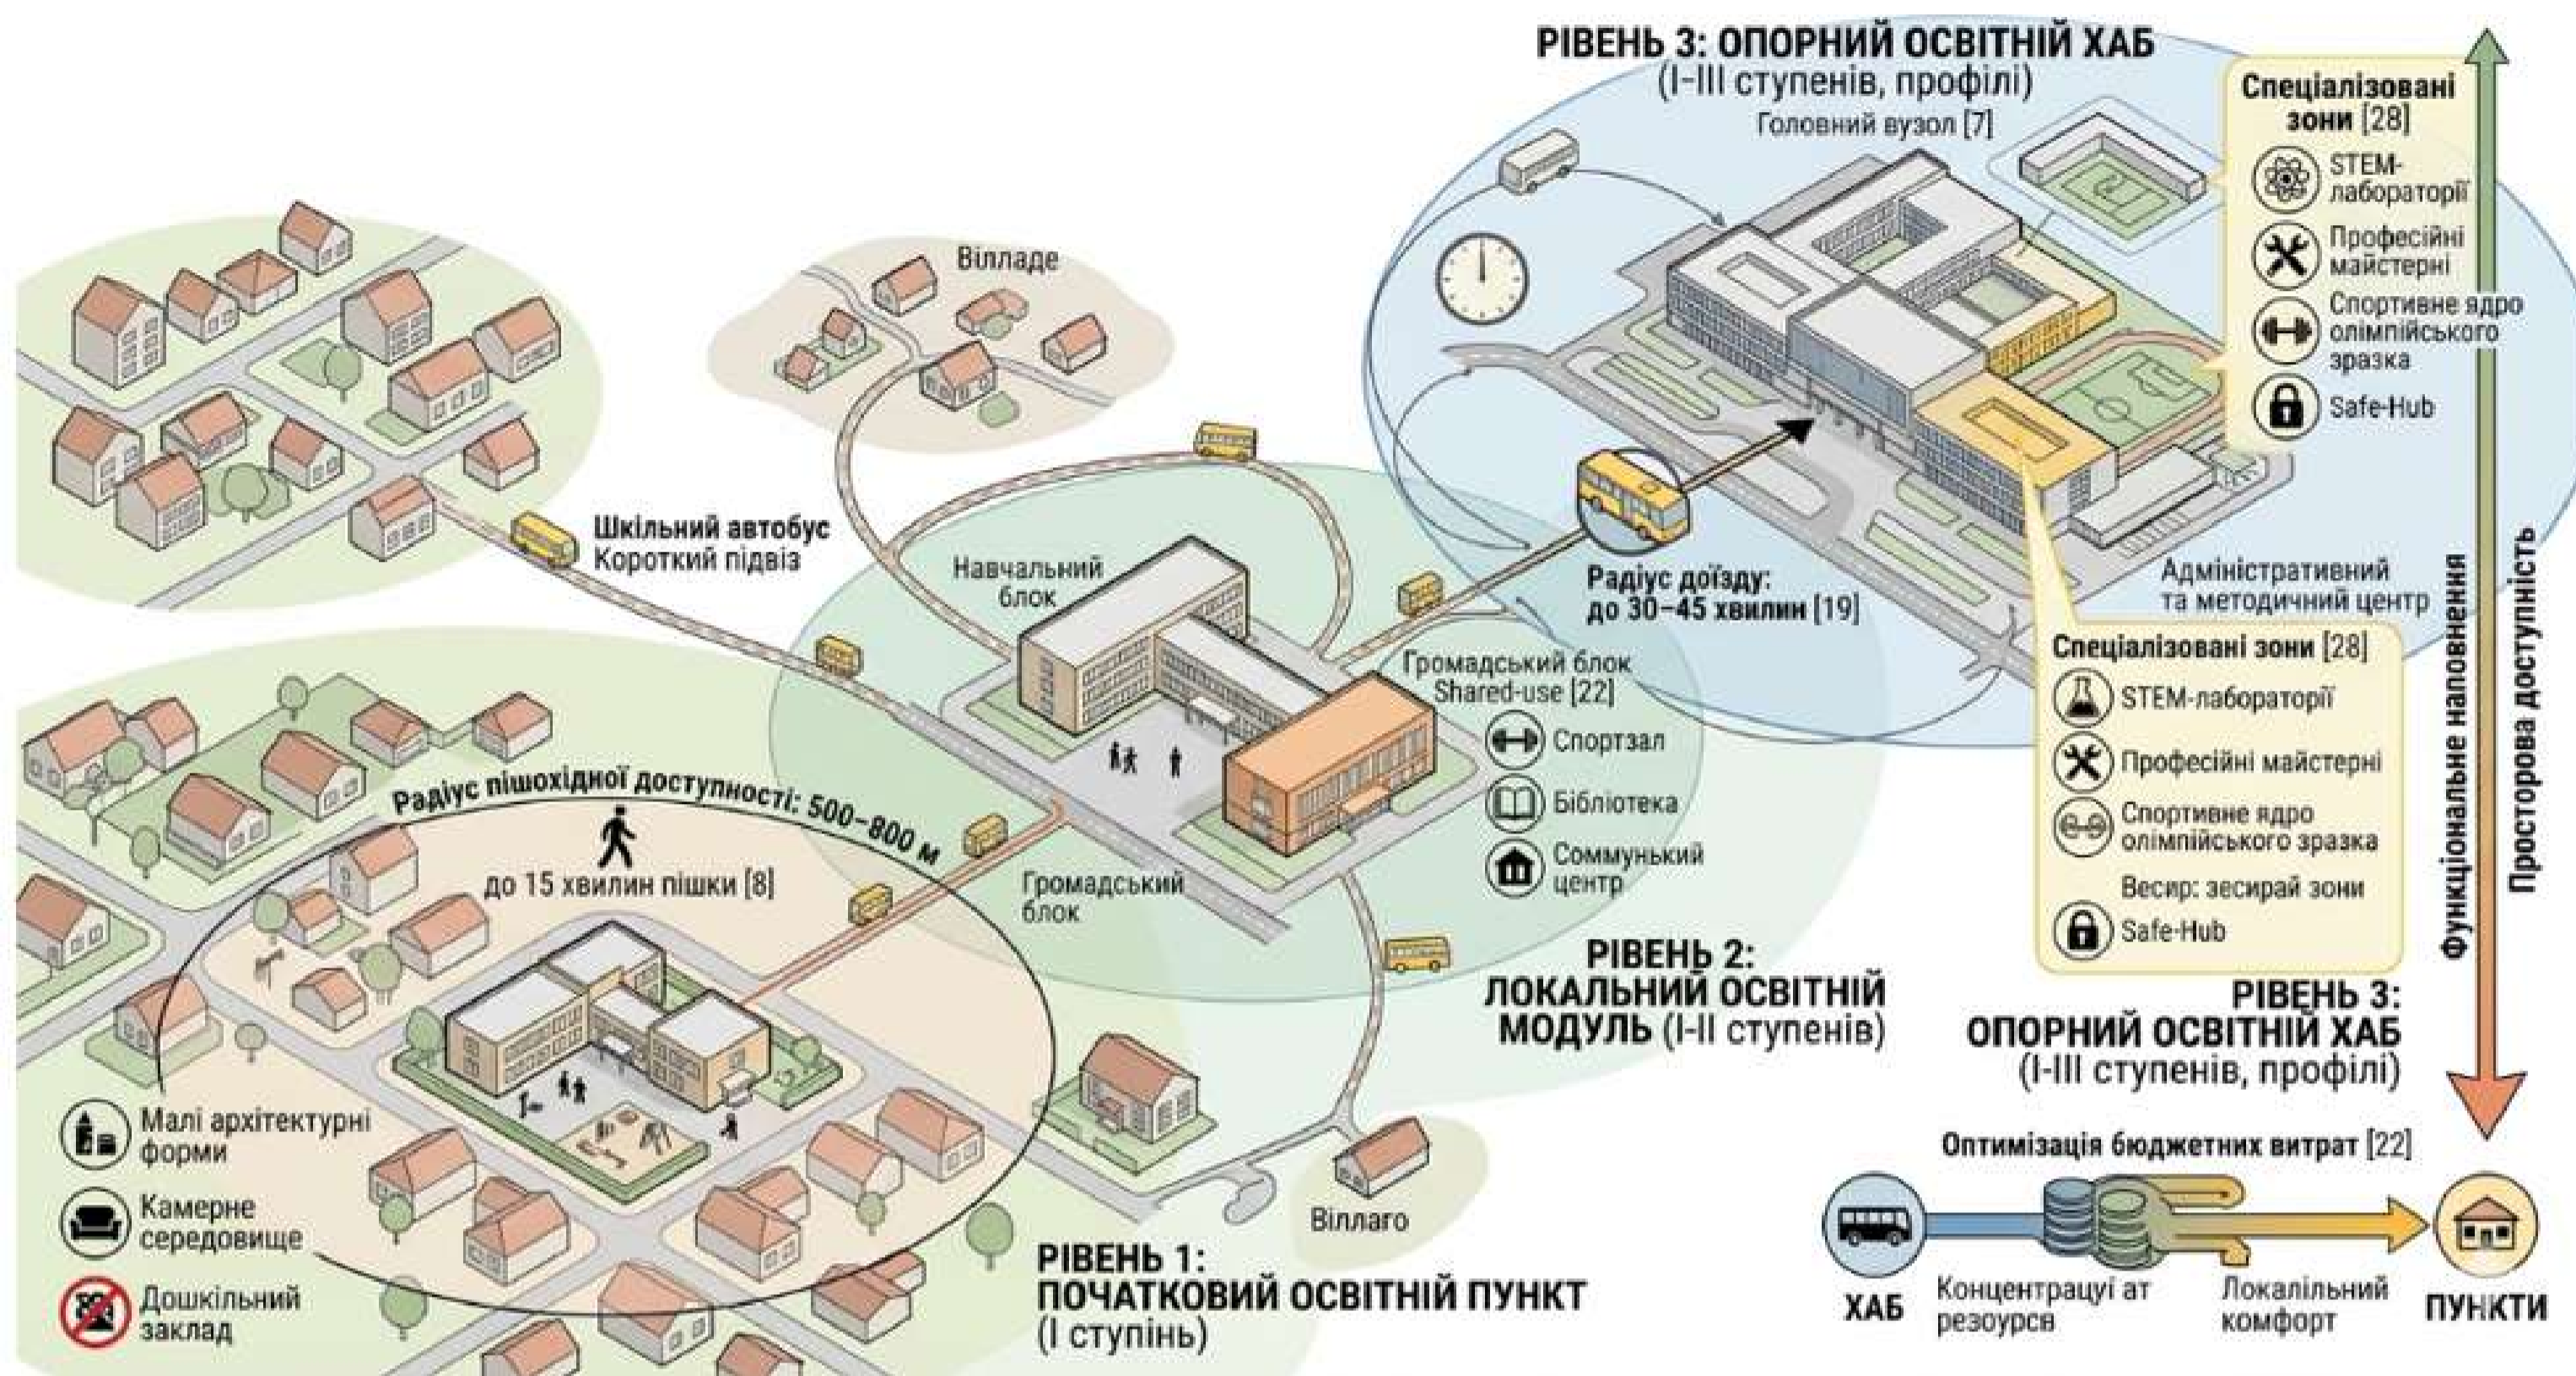 РІВЕНЬ 3: ОПОРНИЙ ОСВІТНІЙ ХАБ
(І-ІІІ ступенів, профілі)
Головний вузол [7]
Спеціалізовані
зони [28]
STEM-
лабораторії
Професійні
майстерні
Спортивне ядро
олімпійського
зразка
Safe-Hub
Вілладе
Шкільний автобус
Короткий підвіз
Навчальний
блок
Радіус доїзду:
до 30–45 хвилин [19]
Адміністративний
та методичний центр
Функціональне наповнення
Просторова доступність
Громадський блок
Shared-use [22]
Спортзал
Бібліотека
Соммунький
центр
Громадський
блок
Спеціалізовані зони [28]
STEM-лабораторії
Професійні майстерні
Спортивне ядро
олімпійського зразка
Весир: зесирай зони
Safe-Hub
Радіус пішохідної доступності: 500–800 м
до 15 хвилин пішки [8]
РІВЕНЬ 2:
ЛОКАЛЬНИЙ ОСВІТНІЙ
МОДУЛЬ (І-ІІ ступенів)
РІВЕНЬ 3:
ОПОРНИЙ ОСВІТНІЙ ХАБ
(І-ІІІ ступенів, профілі)
Малі архітектурні
форми
Камерне
середовище
Дошкільний
заклад
Віллаго
РІВЕНЬ 1:
ПОЧАТКОВИЙ ОСВІТНІЙ ПУНКТ
(І ступінь)
Оптимізація бюджетних витрат [22]
ХАБ
Концентрацуї ат
резоурсв
Локалільний
комфорт
ПУНКТИ